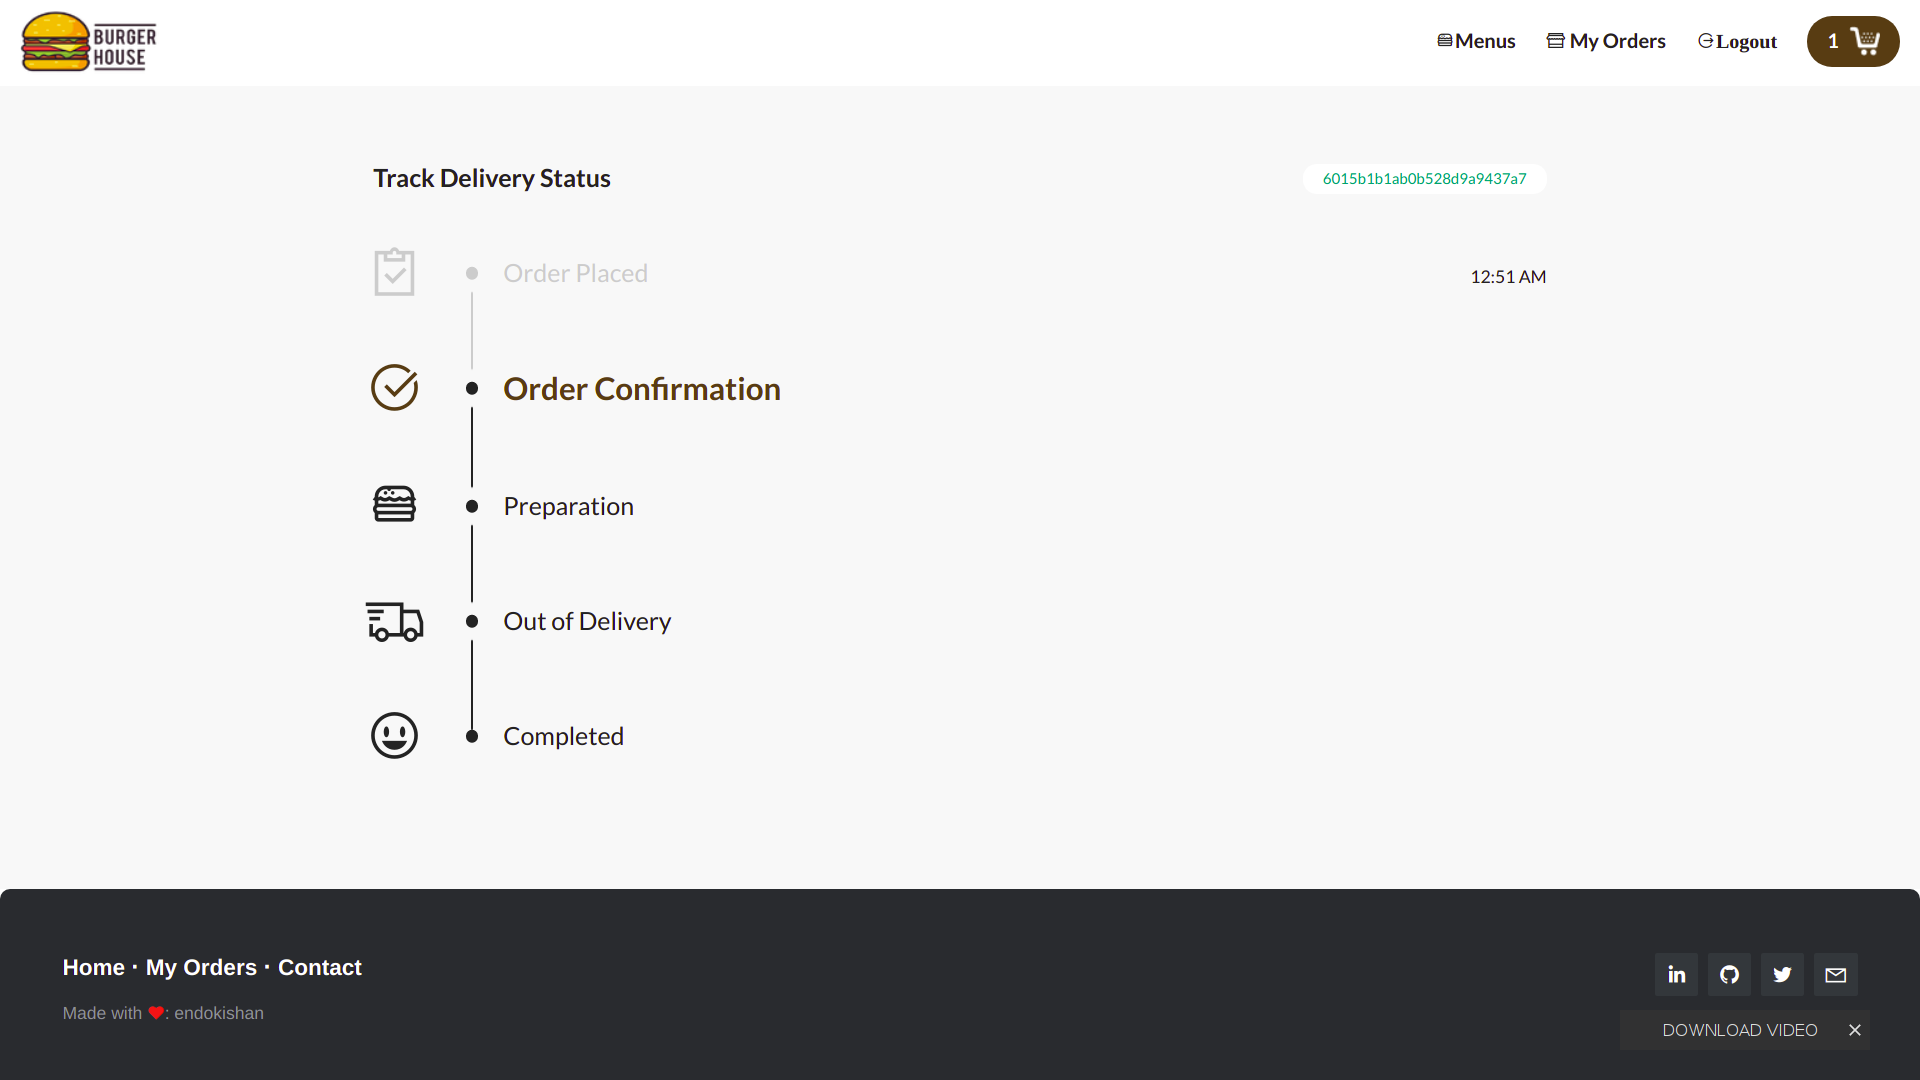 BURGER
HOUSE
Menus
My Orders
Logout
1
Track Delivery Status
6015b1b1ab0b528d9a9437a7
Order Placed
12:51 AM
Order Confirmation
Preparation
Out of Delivery
Completed
Home · My Orders · Contact
Made with ❤: endokishan
in
DOWNLOAD VIDEO ✕